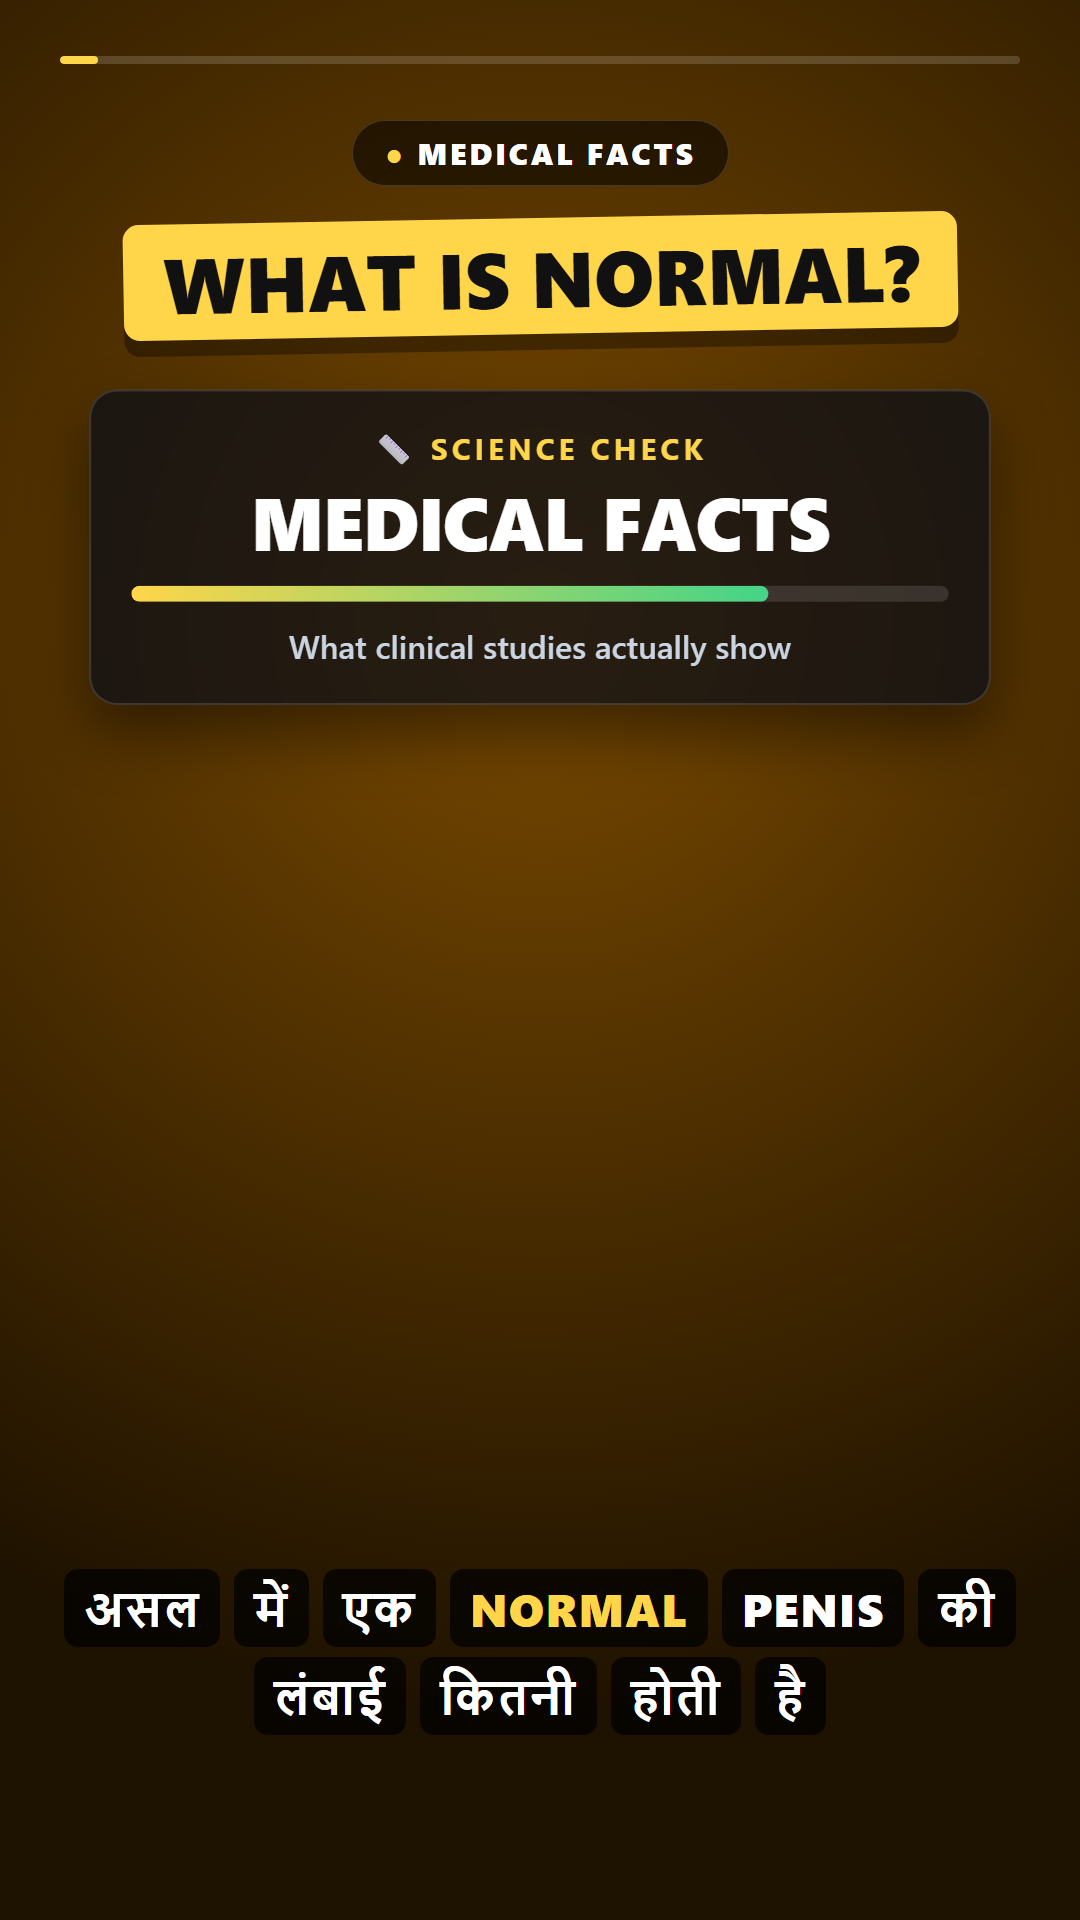 MEDICAL FACTS
WHAT IS NORMAL?
SCIENCE CHECK
MEDICAL FACTS
What clinical studies actually show
असल में एक NORMAL PENIS की
लंबाई कितनी होती है